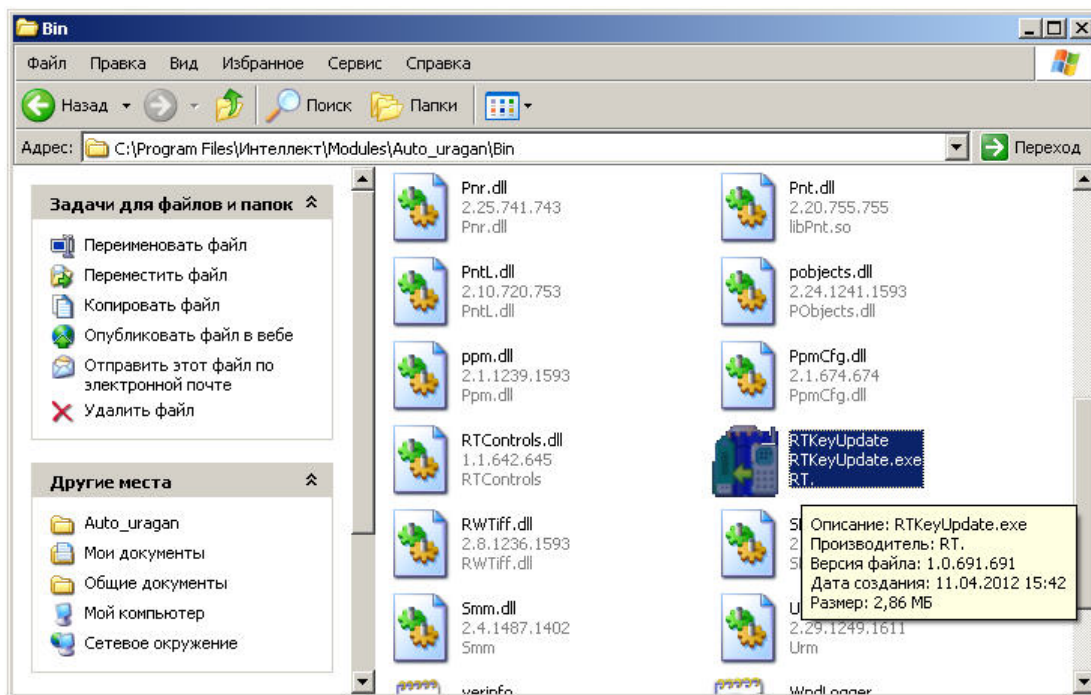 Bin
Файл Правка Вид Избранное Сервис Справка
Назад Поиск Папки
Адрес: C:\Program Files\Интеллект\Modules\Auto_uragan\Bin Переход
Задачи для файлов и папок
Переименовать файл
Переместить файл
Копировать файл
Опубликовать файл в вебе
Отправить этот файл по
электронной почте
Удалить файл
Другие места
Auto_uragan
Мои документы
Общие документы
Мой компьютер
Сетевое окружение
Pnr.dll
2.25.741.743
Pnr.dll
Pnt.dll
2.20.755.755
libPnt.so
PntL.dll
2.10.720.753
PntL.dll
pobjects.dll
2.24.1241.1593
PObjects.dll
ppm.dll
2.1.1239.1593
Ppm.dll
PpmCfg.dll
2.1.674.674
PpmCfg.dll
RTControls.dll
1.1.642.645
RTControls
RTKeyUpdate
RTKeyUpdate.exe
RT.
RWTiff.dll
2.8.1236.1593
RWTiff.dll
Описание: RTKeyUpdate.exe
Производитель: RT.
Версия файла: 1.0.691.691
Дата создания: 11.04.2012 15:42
Размер: 2,86 МБ
Smm.dll
2.4.1487.1402
Smm
2.29.1249.1611
Urm
verinfo
WndLogger